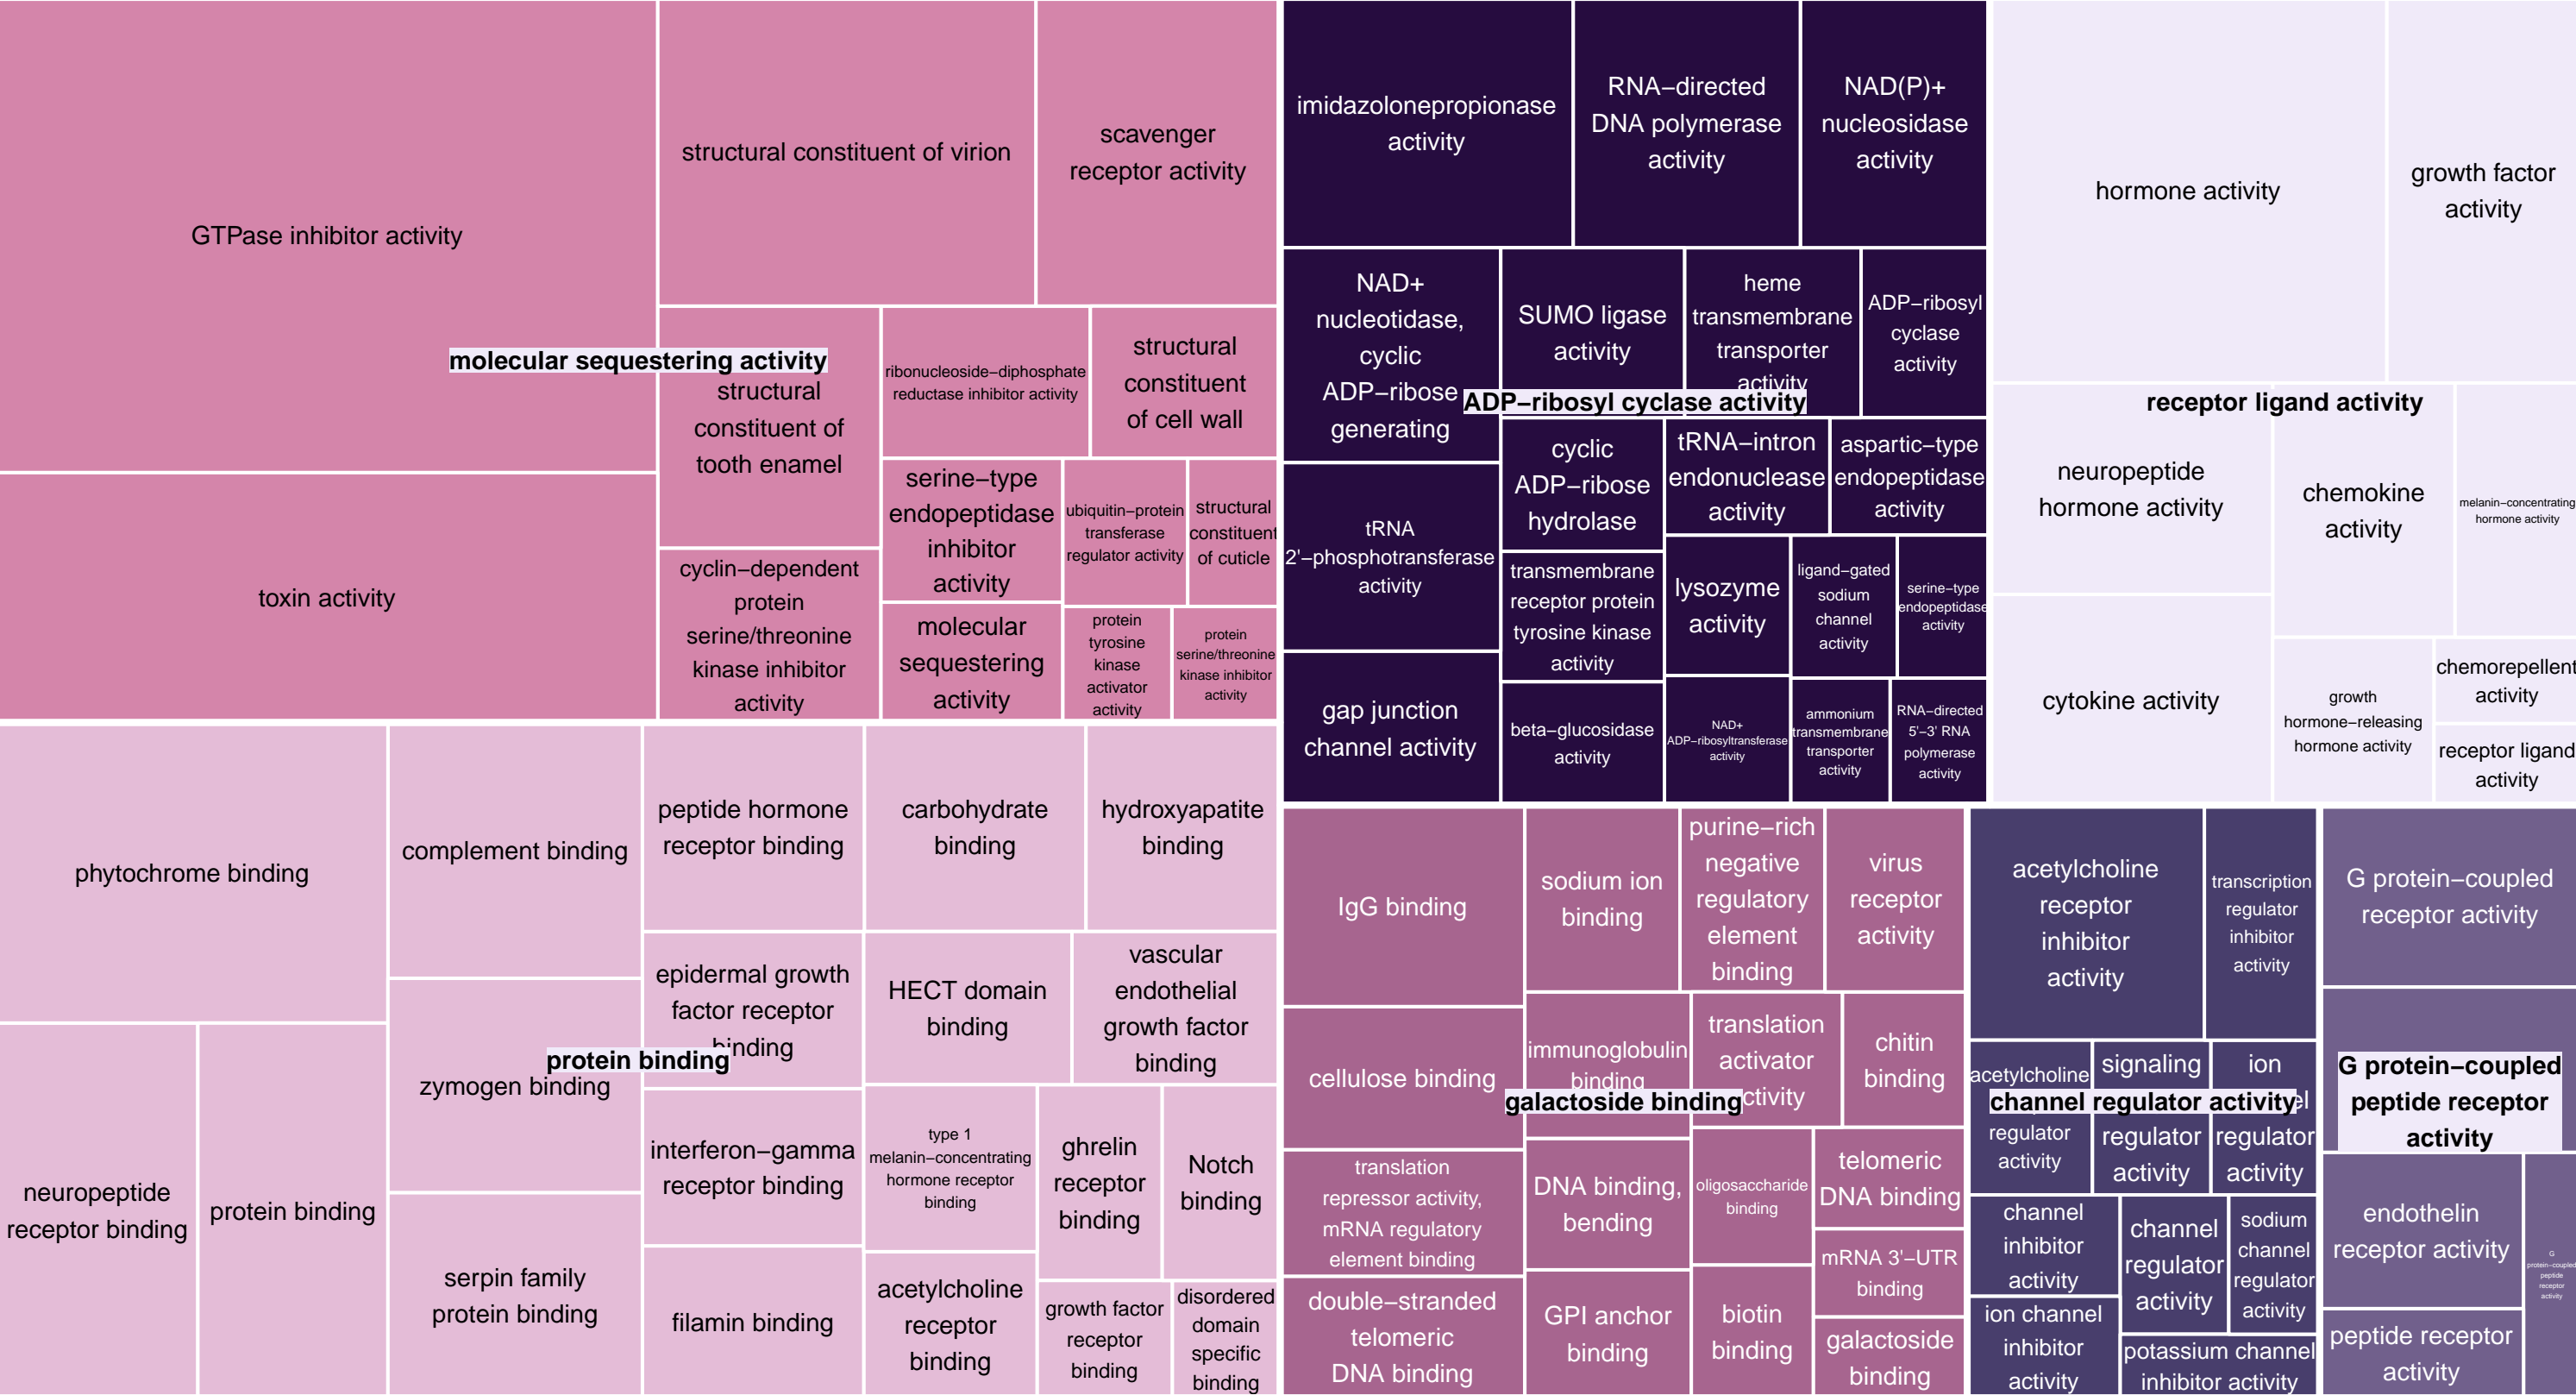 GTPase inhibitor activity
toxin activity
structural constituent of virion
scavenger
receptor activity
molecular sequestering activity
structural
constituent of
tooth enamel
ribonucleoside−diphosphate
reductase inhibitor activity
structural
constituent
of cell wall
cyclin−dependent
protein
serine/threonine
kinase inhibitor
activity
serine−type
endopeptidase
inhibitor
activity
ubiquitin−protein
transferase
regulator activity
structural
constituent
of cuticle
molecular
sequestering
activity
protein
tyrosine
kinase
activator
activity
protein
serine/threonine
kinase inhibitor
activity
imidazolonepropionase
activity
RNA−directed
DNA polymerase
activity
NAD(P)+
nucleosidase
activity
NAD+
nucleotidase,
cyclic
ADP−ribose
generating
SUMO ligase
activity
heme
transmembrane
transporter
activity
ADP−ribosyl
cyclase
activity
ADP−ribosyl cyclase activity
tRNA
2'−phosphotransferase
activity
cyclic
ADP−ribose
hydrolase
tRNA−intron
endonuclease
activity
aspartic−type
endopeptidase
activity
gap junction
channel activity
transmembrane
receptor protein
tyrosine kinase
activity
lysozyme
activity
ligand−gated
sodium
channel
activity
serine−type
endopeptidase
activity
beta−glucosidase
activity
NAD+
ADP−ribosyltransferase
activity
ammonium
transmembrane
transporter
activity
RNA−directed
5'−3' RNA
polymerase
activity
hormone activity
growth factor
activity
receptor ligand activity
neuropeptide
hormone activity
chemokine
activity
melanin−concentrating
hormone activity
cytokine activity
growth
hormone−releasing
hormone activity
chemorepellent
activity
receptor ligand
activity
phytochrome binding
complement binding
peptide hormone
receptor binding
carbohydrate
binding
hydroxyapatite
binding
neuropeptide
receptor binding
protein binding
zymogen binding
serpin family
protein binding
epidermal growth
factor receptor
binding
HECT domain
binding
vascular
endothelial
growth factor
binding
protein binding
interferon−gamma
receptor binding
filamin binding
type 1
melanin−concentrating
hormone receptor
binding
ghrelin
receptor
binding
Notch
binding
acetylcholine
receptor
binding
growth factor
receptor
binding
disordered
domain
specific
binding
IgG binding
sodium ion
binding
purine−rich
negative
regulatory
element
binding
virus
receptor
activity
cellulose binding
immunoglobulin
binding
translation
activator
activity
chitin
binding
galactoside binding
translation
repressor activity,
mRNA regulatory
element binding
DNA binding,
bending
oligosaccharide
binding
telomeric
DNA binding
double−stranded
telomeric
DNA binding
GPI anchor
binding
biotin
binding
mRNA 3'−UTR
binding
galactoside
binding
acetylcholine
receptor
inhibitor
activity
transcription
regulator
inhibitor
activity
acetylcholine
regulator
activity
signaling
regulator
activity
ion
regulator
activity
channel regulator activity
channel
inhibitor
activity
channel
regulator
activity
sodium
channel
regulator
activity
ion channel
inhibitor
activity
potassium channel
inhibitor activity
G protein−coupled
receptor activity
G protein−coupled
peptide receptor
activity
endothelin
receptor activity
G
protein−coupled
peptide
receptor
activity
peptide receptor
activity